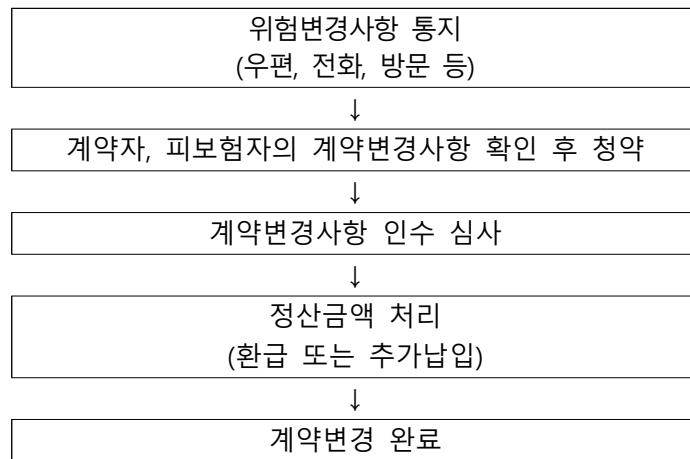 위험변경사항 통지
(우편, 전화, 방문 등)
↓
계약자, 피보험자의 계약변경사항 확인 후 청약
↓
계약변경사항 인수 심사
↓
정산금액 처리
(환급 또는 추가납입)
↓
계약변경 완료